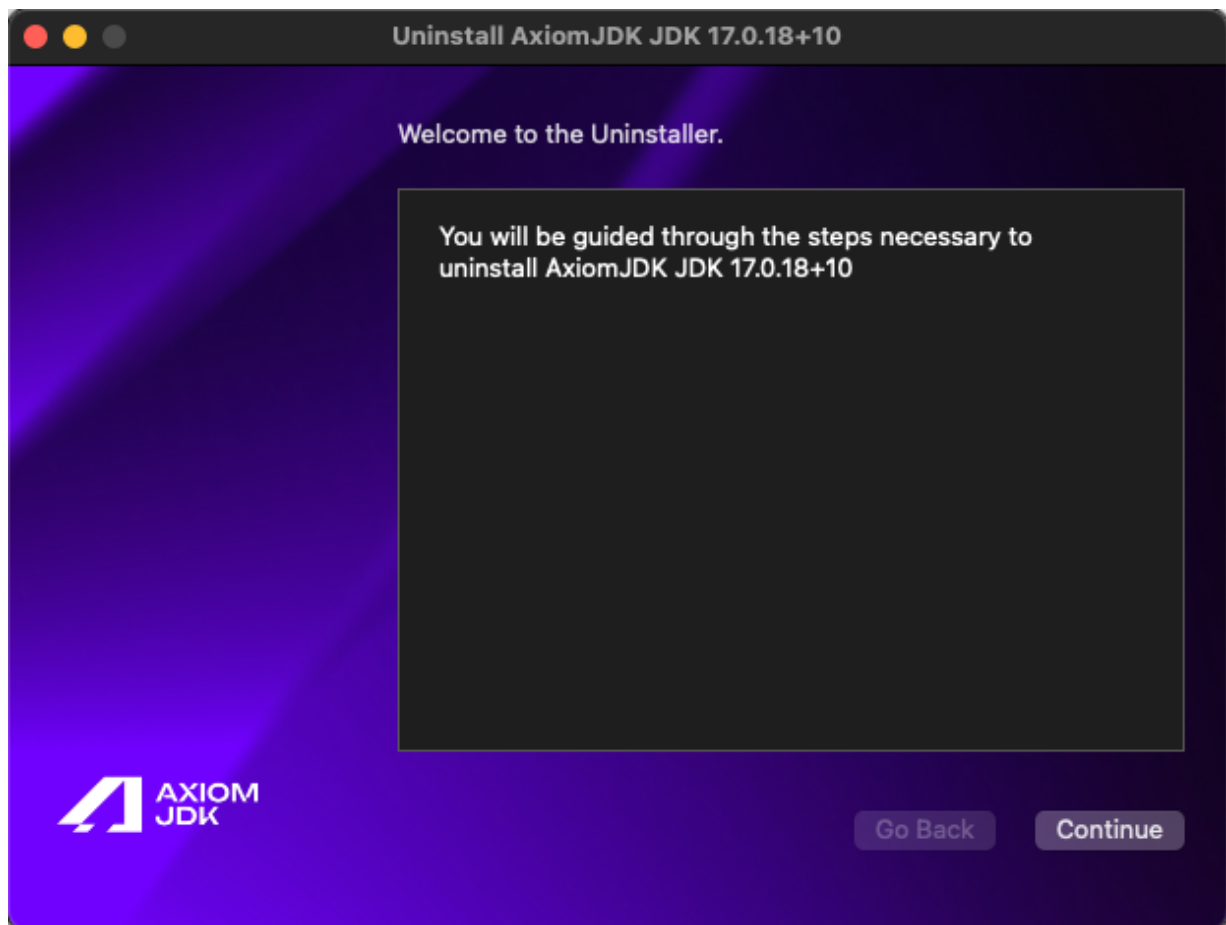 Uninstall AxiomJDK JDK 17.0.18+10
Welcome to the Uninstaller.
You will be guided through the steps necessary to
uninstall AxiomJDK JDK 17.0.18+10
AXIOM
JDK
Go Back
Continue